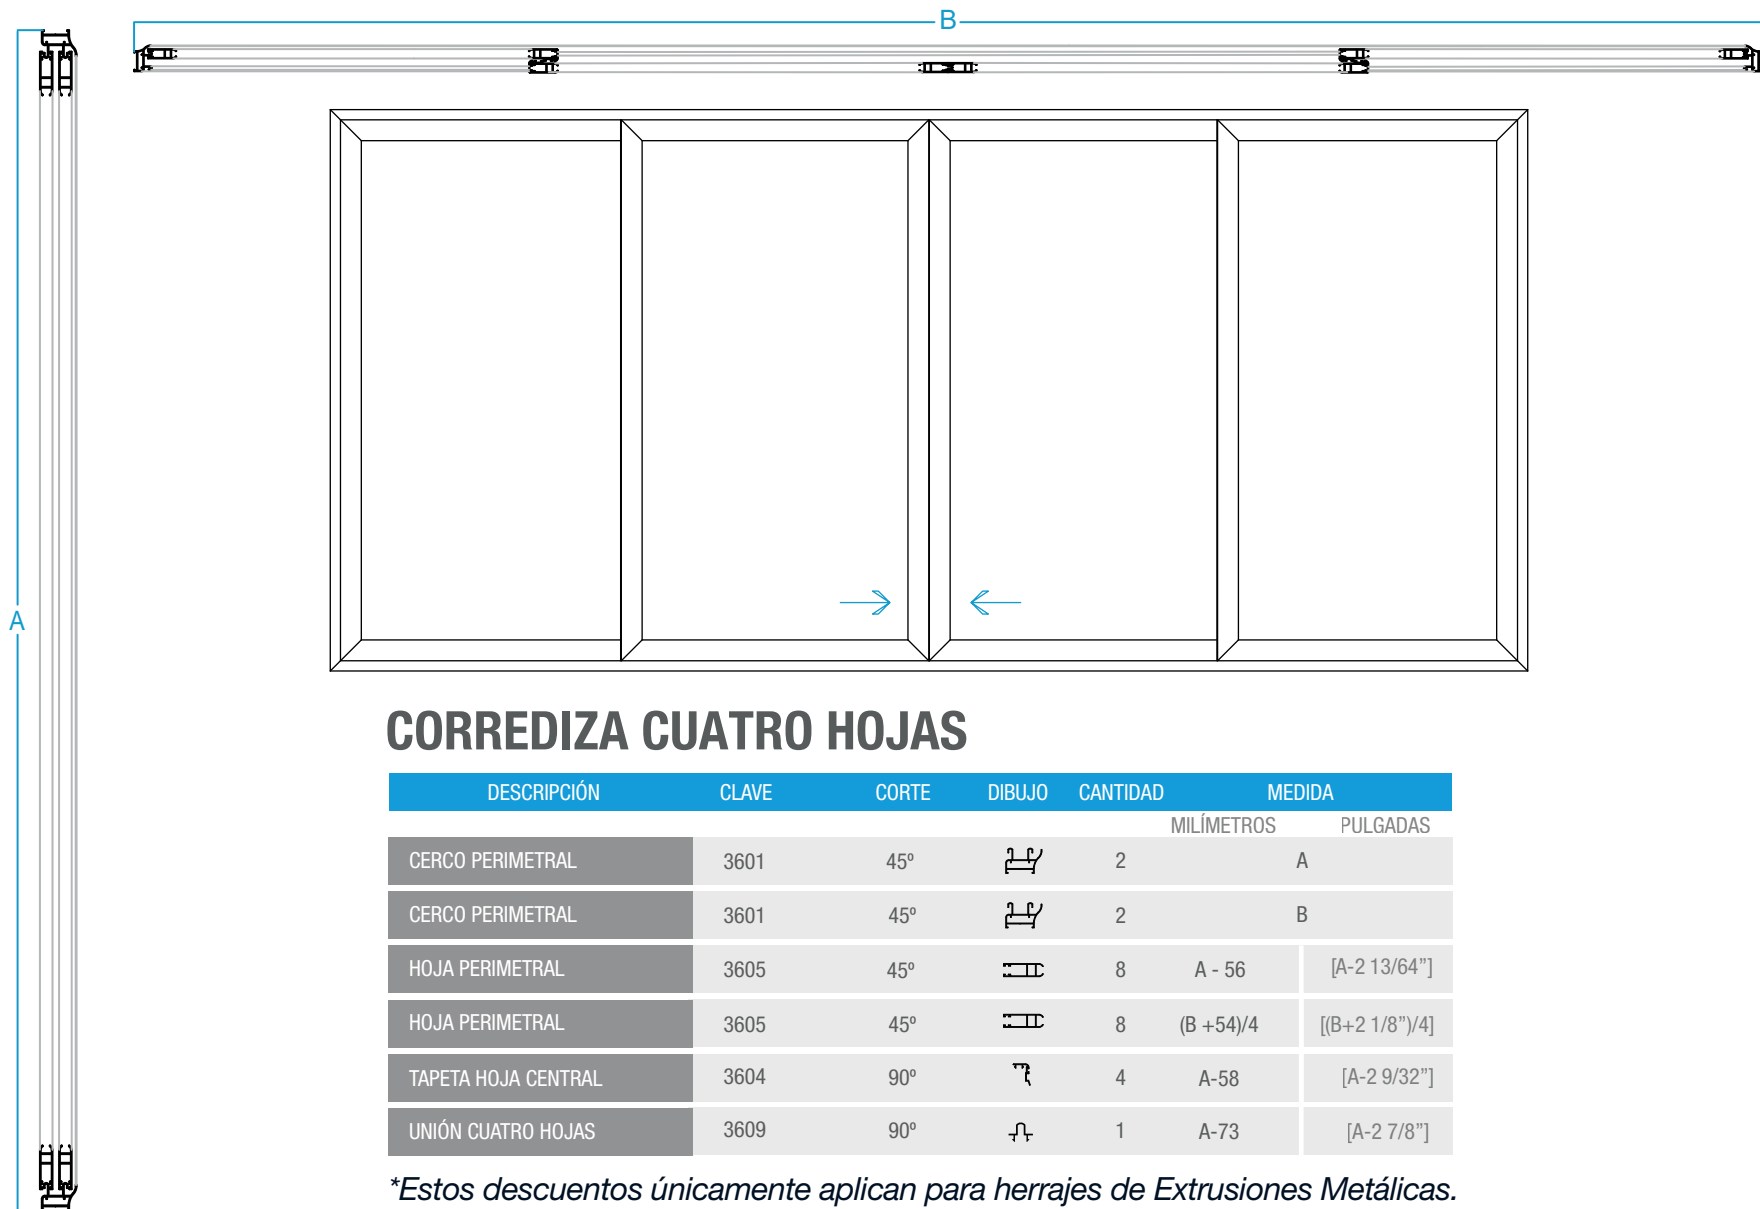 B
A
CORREDIZA CUATRO HOJAS
DESCRIPCIÓN CLAVE CORTE DIBUJO CANTIDAD MEDIDA
MILÍMETROS PULGADAS
CERCO PERIMETRAL 3601 45º 2 A
CERCO PERIMETRAL 3601 45º 2 B
HOJA PERIMETRAL 3605 45º 8 A - 56 [A-2 13/64”]
HOJA PERIMETRAL 3605 45º 8 (B +54)/4 [(B+2 1/8”)/4]
TAPETA HOJA CENTRAL 3604 90º 4 A-58 [A-2 9/32”]
UNIÓN CUATRO HOJAS 3609 90º 1 A-73 [A-2 7/8”]
*Estos descuentos únicamente aplican para herrajes de Extrusiones Metálicas.